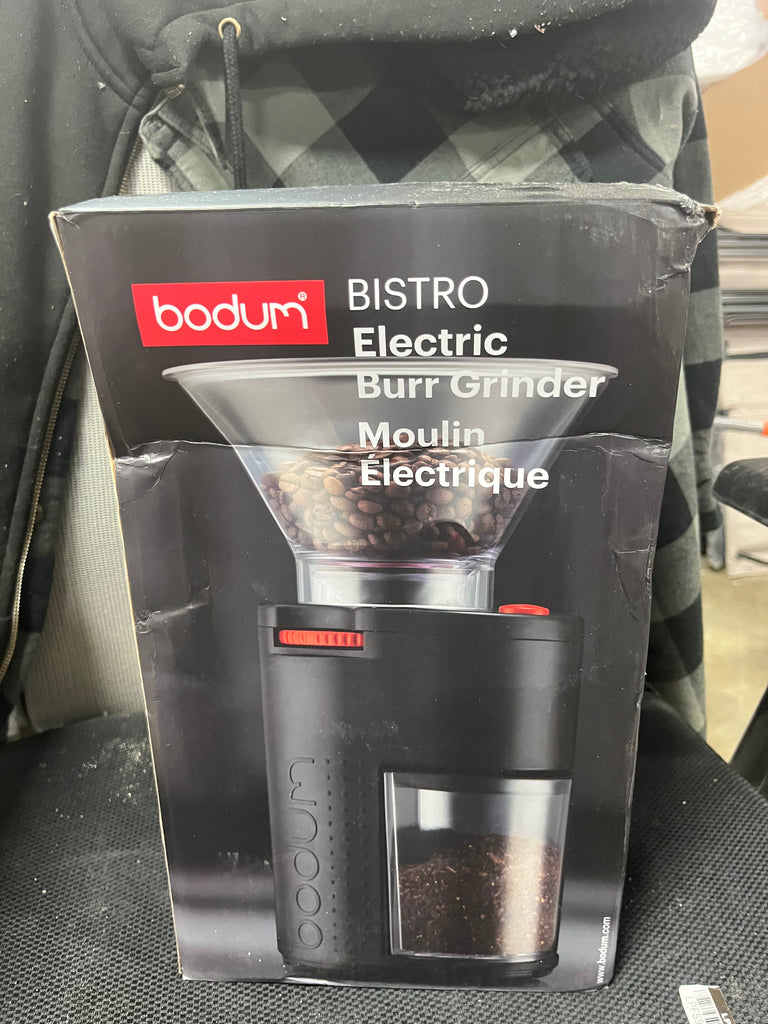 bodum®
BISTRO
Electric
Burr Grinder
Moulin
Électrique
bodum
www.bodum.com